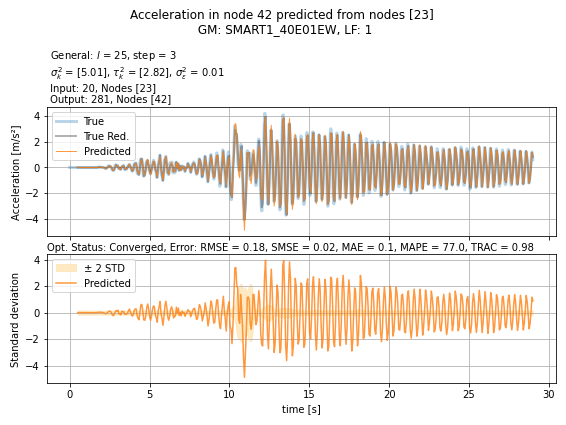 Acceleration in node 42 predicted from nodes [23]
GM: SMART1_40E01EW, LF: 1
General: l = 25, step = 3
σ²ₖ = [5.01], τ²ₖ = [2.82], σ²ε = 0.01
Input: 20, Nodes [23]
Output: 281, Nodes [42]
Acceleration [m/s²]
4
2
0
−2
−4
True
True Red.
Predicted
Opt. Status: Converged, Error: RMSE = 0.18, SMSE = 0.02, MAE = 0.1, MAPE = 77.0, TRAC = 0.98
Standard deviation
4
2
0
−2
−4
± 2 STD
Predicted
0 5 10 15 20 25 30
time [s]